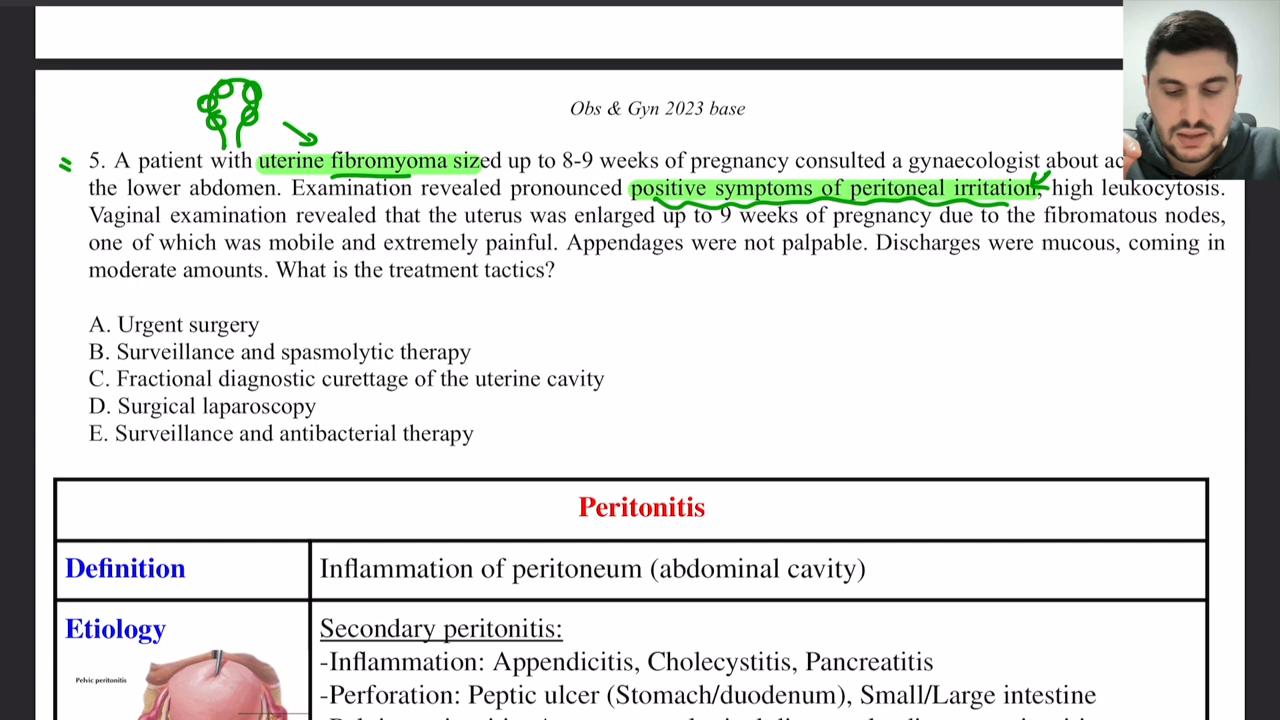 Obs & Gyn 2023 base
5. A patient with uterine fibromyoma sized up to 8-9 weeks of pregnancy consulted a gynaecologist about
the lower abdomen. Examination revealed pronounced positive symptoms of peritoneal irritation, high leukocytosis.
Vaginal examination revealed that the uterus was enlarged up to 9 weeks of pregnancy due to the fibromatous nodes,
one of which was mobile and extremely painful. Appendages were not palpable. Discharges were mucous, coming in
moderate amounts. What is the treatment tactics?
A. Urgent surgery
B. Surveillance and spasmolytic therapy
C. Fractional diagnostic curettage of the uterine cavity
D. Surgical laparoscopy
E. Surveillance and antibacterial therapy
Peritonitis
Definition
Inflammation of peritoneum (abdominal cavity)
Etiology
Secondary peritonitis:
-Inflammation: Appendicitis, Cholecystitis, Pancreatitis
Pelvic peritonitis
-Perforation: Peptic ulcer (Stomach/duodenum), Small/Large intestine